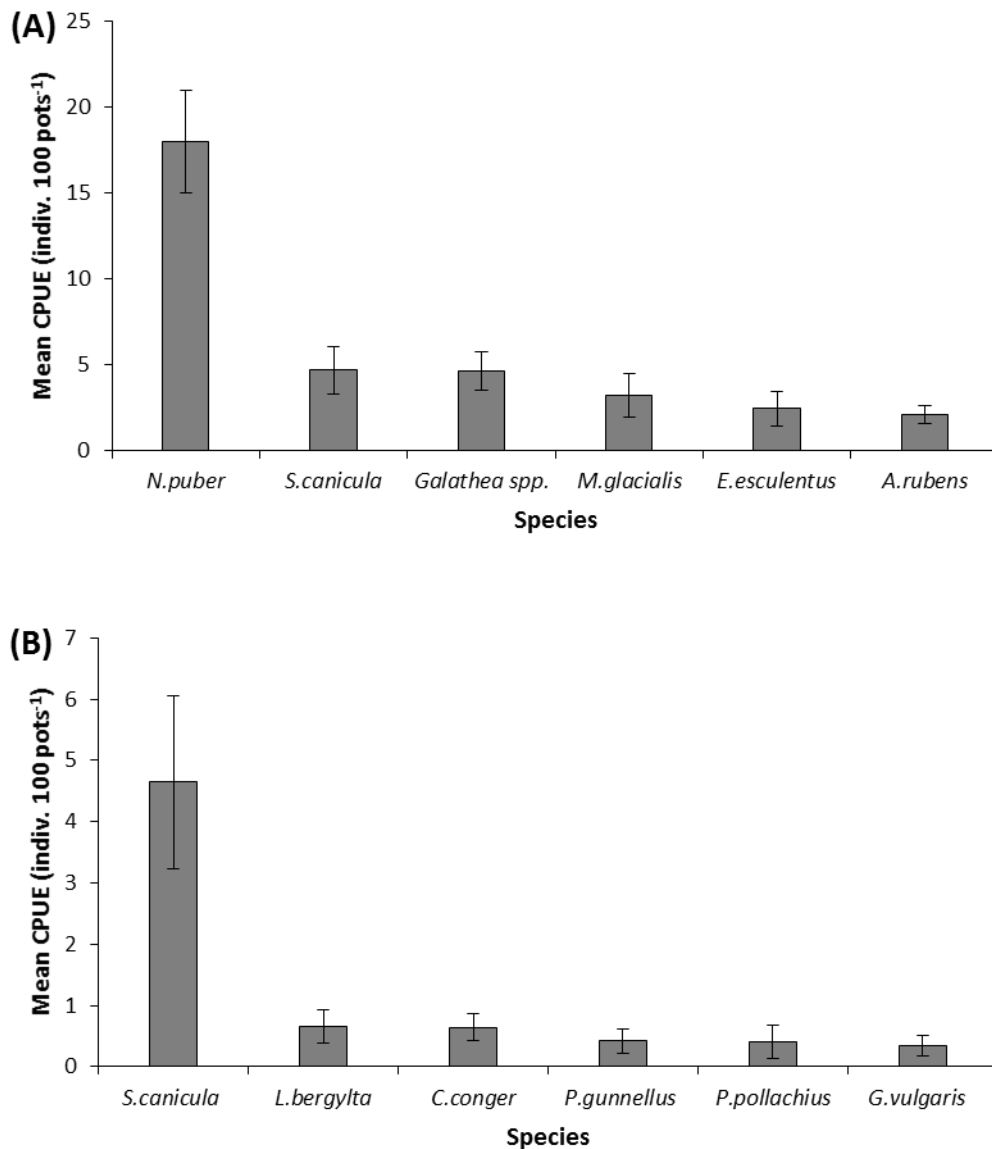 (A)
Mean CPUE (indiv. 100 pots⁻¹)
25
20
15
10
5
0
N.puber S.canicula Galathea spp. M.glacialis E.esculentus A.rubens
Species
(B)
Mean CPUE (indiv. 100 pots⁻¹)
7
6
5
4
3
2
1
0
S.canicula L.bergylta C.conger P.gunnellus P.pollachius G.vulgaris
Species